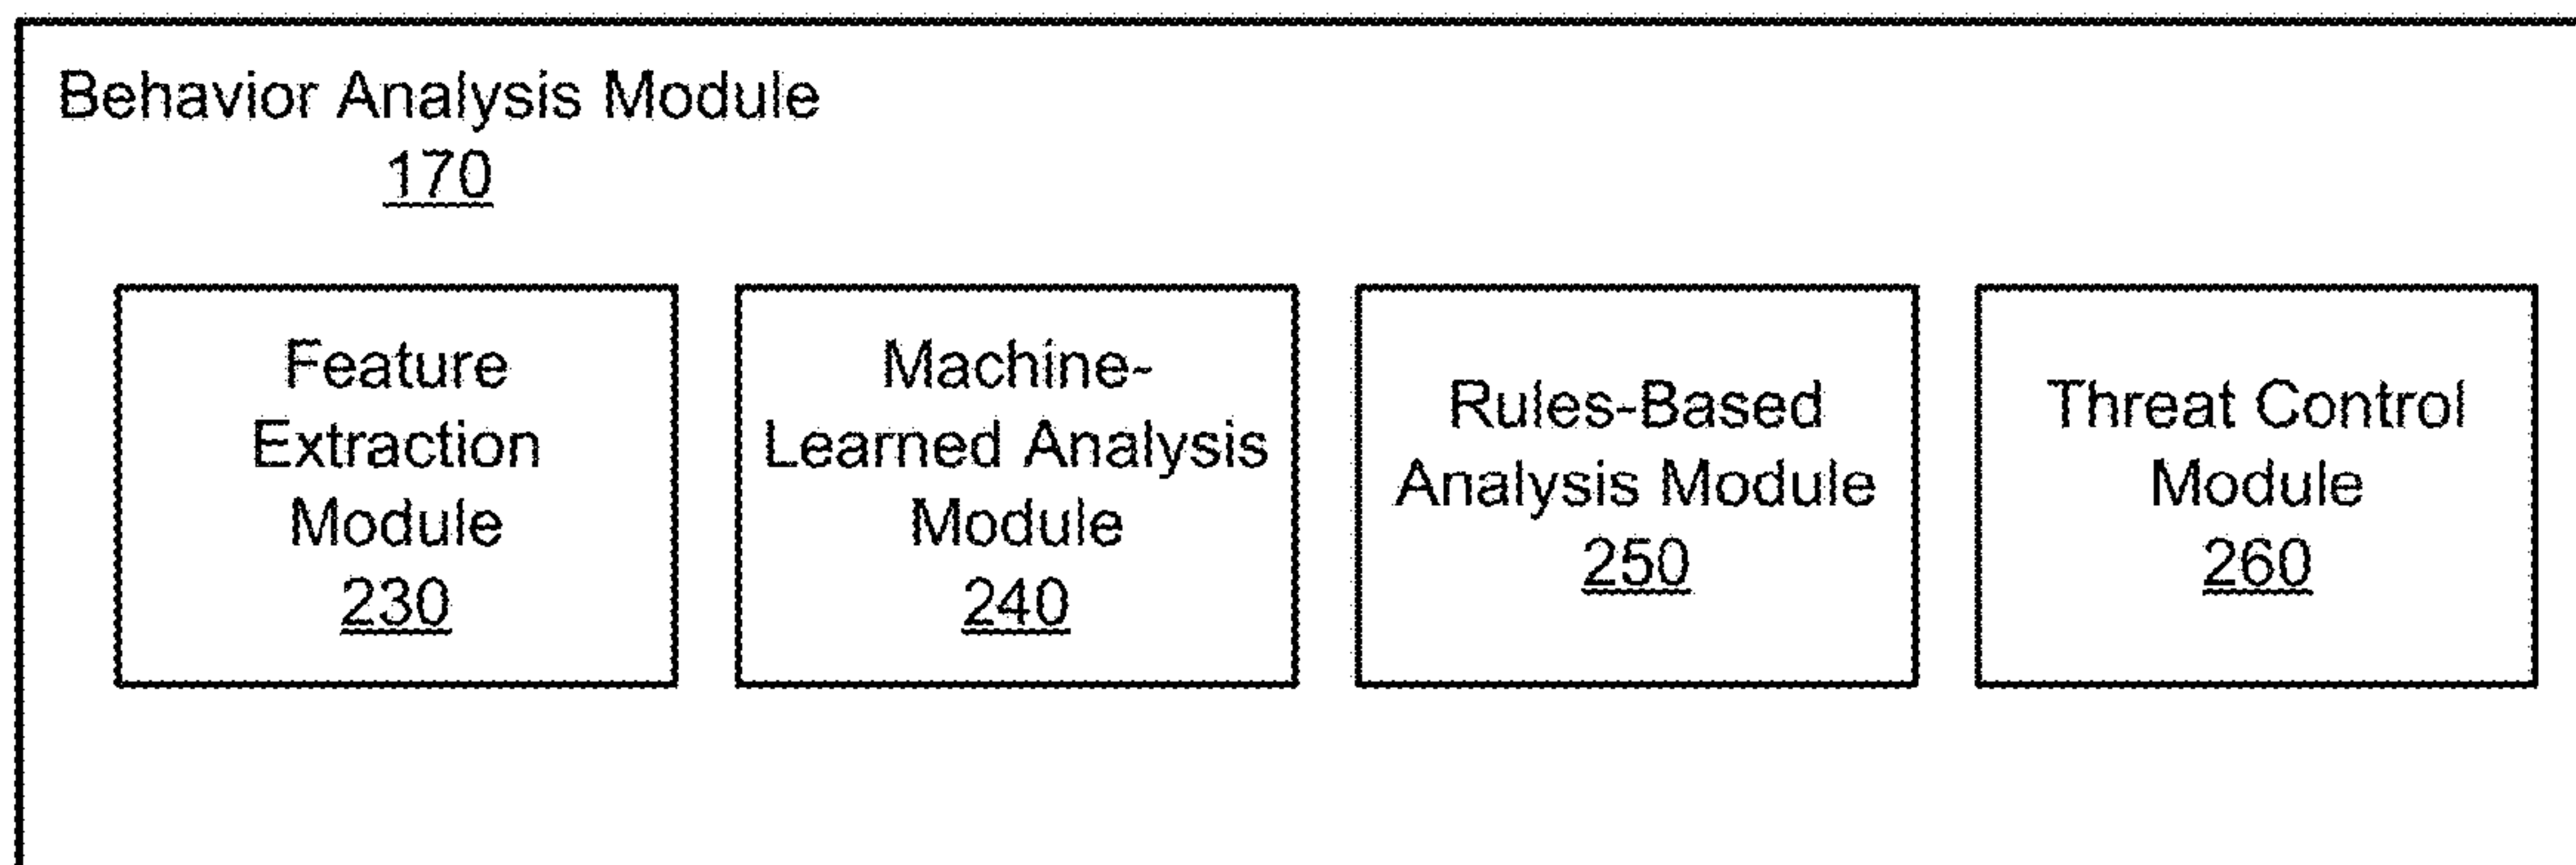 Behavior Analysis Module
170
Feature
Extraction
Module
230
Machine-
Learned Analysis
Module
240
Rules-Based
Analysis Module
250
Threat Control
Module
260